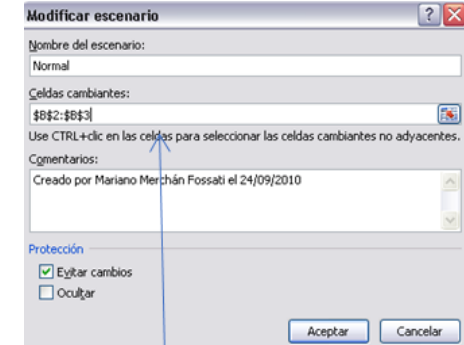 Modificar escenario
Nombre del escenario:
Normal
Celdas cambiantes:
$B$2:$B$3
Use CTRL+clic en las celdas para seleccionar las celdas cambiantes no adyacentes.
Comentarios:
Creado por Mariano Merchán Fossati el 24/09/2010
Protección
Evitar cambios
Ocultar
Aceptar Cancelar